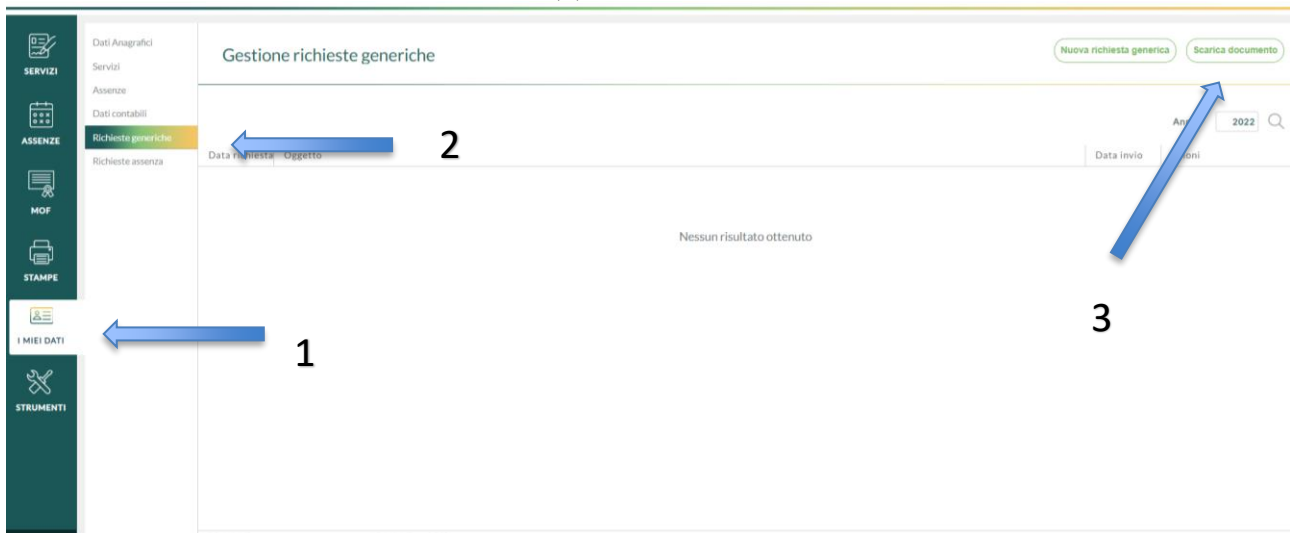 SERVIZI
ASSENZE
MOF
STAMPE
I MIEI DATI
STRUMENTI
Dati Anagrafici
Servizi
Assenze
Dati contabili
Richieste generiche
Richieste assenza
Gestione richieste generiche
Nuova richiesta generica
Scarica documento
2022
Data richiesta Oggetto
Data invio
Nessun risultato ottenuto
1
2
3